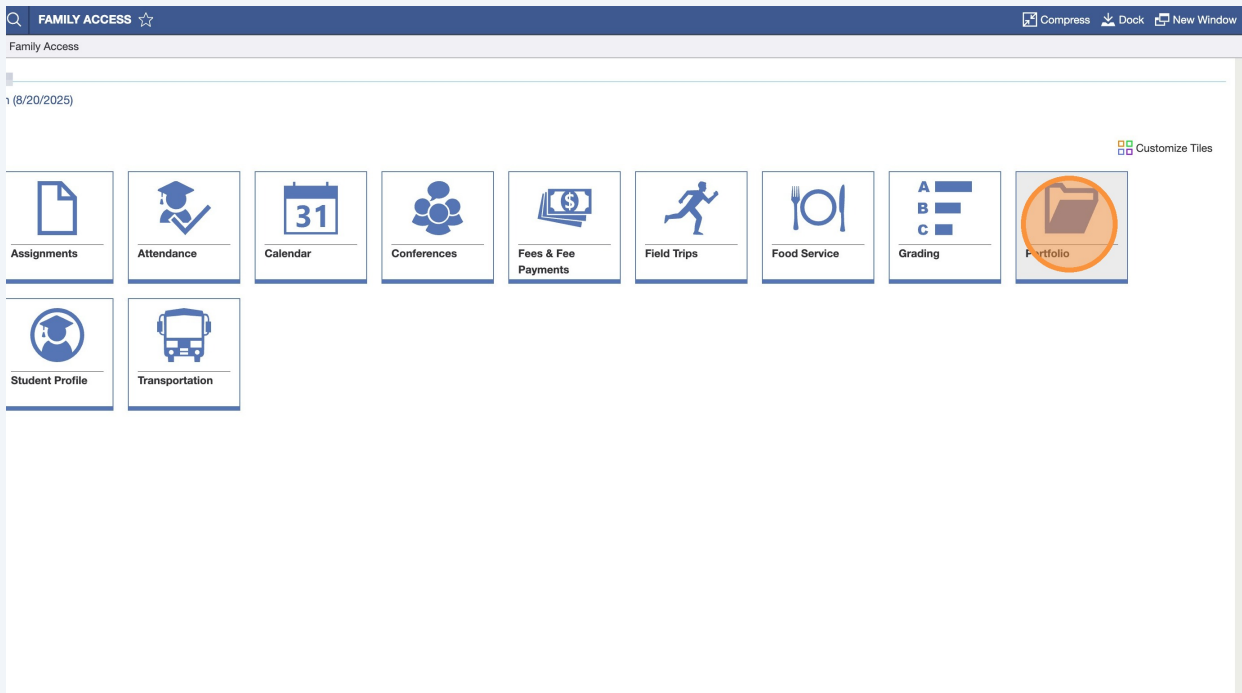 FAMILY ACCESS
Compress
Dock
New Window
Family Access
(8/20/2025)
Customize Tiles
31
A
B
C
Assignments
Attendance
Calendar
Conferences
Fees & Fee
Payments
Field Trips
Food Service
Grading
Portfolio
Student Profile
Transportation